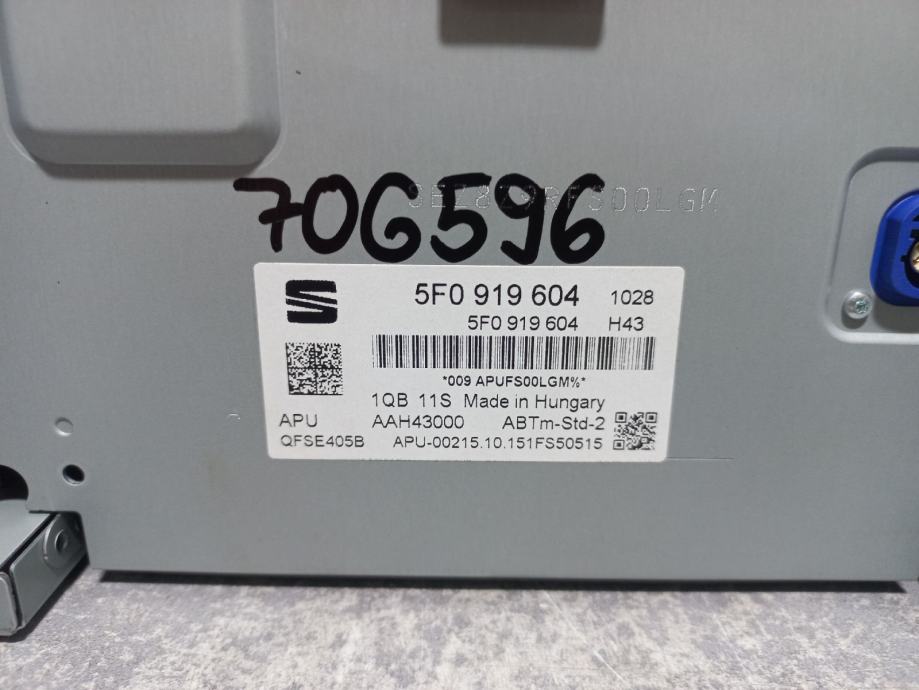 706596
5F0 919 604 1028
5F0 919 604 H43
*009 APUFS00LGM%*
1QB 11S Made in Hungary
APU AAH43000 ABTm-Std-2
QFSE405B APU-00215.10.151FS50515